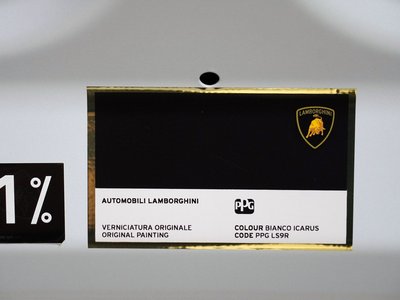 LAMBORGHINI
1%
AUTOMOBILI LAMBORGHINI
PPG
VERNICIATURA ORIGINALE
ORIGINAL PAINTING
COLOUR BIANCO ICARUS
CODE PPG LS9R